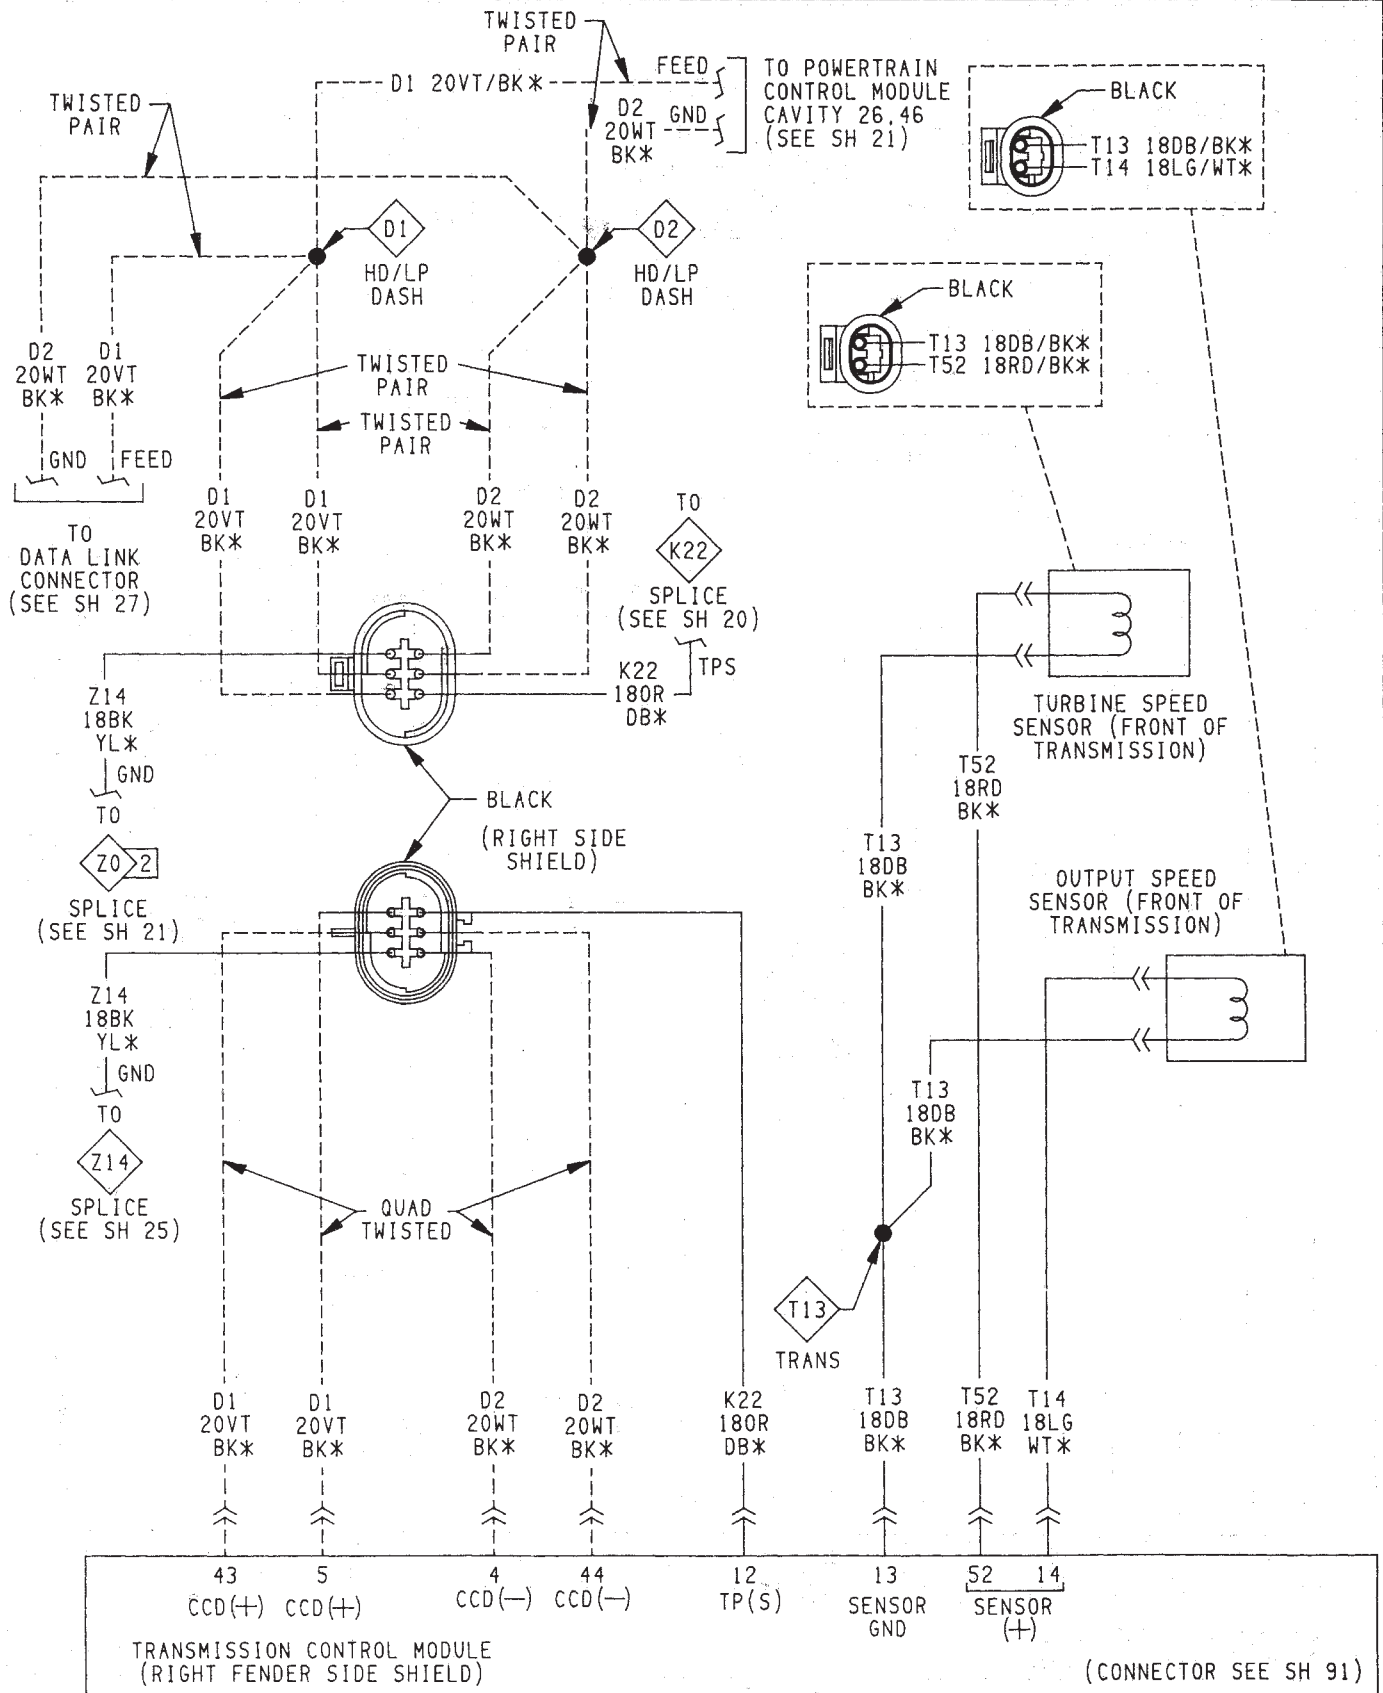 TWISTED
PAIR
D1 20VT/BK*
FEED
D2
20WT
BK*
GND
TO POWERTRAIN
CONTROL MODULE
CAVITY 26,46
(SEE SH 21)
BLACK
T13 18DB/BK*
T14 18LG/WT*
TWISTED
PAIR
D1
HD/LP
DASH
D2
HD/LP
DASH
BLACK
T13 18DB/BK*
T52 18RD/BK*
D2
20WT
BK*
D1
20VT
BK*
TWISTED
PAIR
TWISTED
PAIR
GND
FEED
TO
DATA LINK
CONNECTOR
(SEE SH 27)
D1
20VT
BK*
D1
20VT
BK*
D2
20WT
BK*
D2
20WT
BK*
TO
K22
SPLICE
(SEE SH 20)
TPS
K22
18OR
DB*
Z14
18BK
YL*
GND
TO
Z0 2
SPLICE
(SEE SH 21)
BLACK
(RIGHT SIDE
SHIELD)
TURBINE SPEED
SENSOR (FRONT OF
TRANSMISSION)
T52
18RD
BK*
T13
18DB
BK*
OUTPUT SPEED
SENSOR (FRONT OF
TRANSMISSION)
Z14
18BK
YL*
GND
TO
Z14
SPLICE
(SEE SH 25)
T13
18DB
BK*
QUAD
TWISTED
T13
TRANS
D1
20VT
BK*
D1
20VT
BK*
D2
20WT
BK*
D2
20WT
BK*
K22
18OR
DB*
T13
18DB
BK*
T52
18RD
BK*
T14
18LG
WT*
43
CCD(+)
5
CCD(+)
4
CCD(-)
44
CCD(-)
12
TP(S)
13
SENSOR
GND
52 14
SENSOR
(+)
TRANSMISSION CONTROL MODULE
(RIGHT FENDER SIDE SHIELD)
(CONNECTOR SEE SH 91)